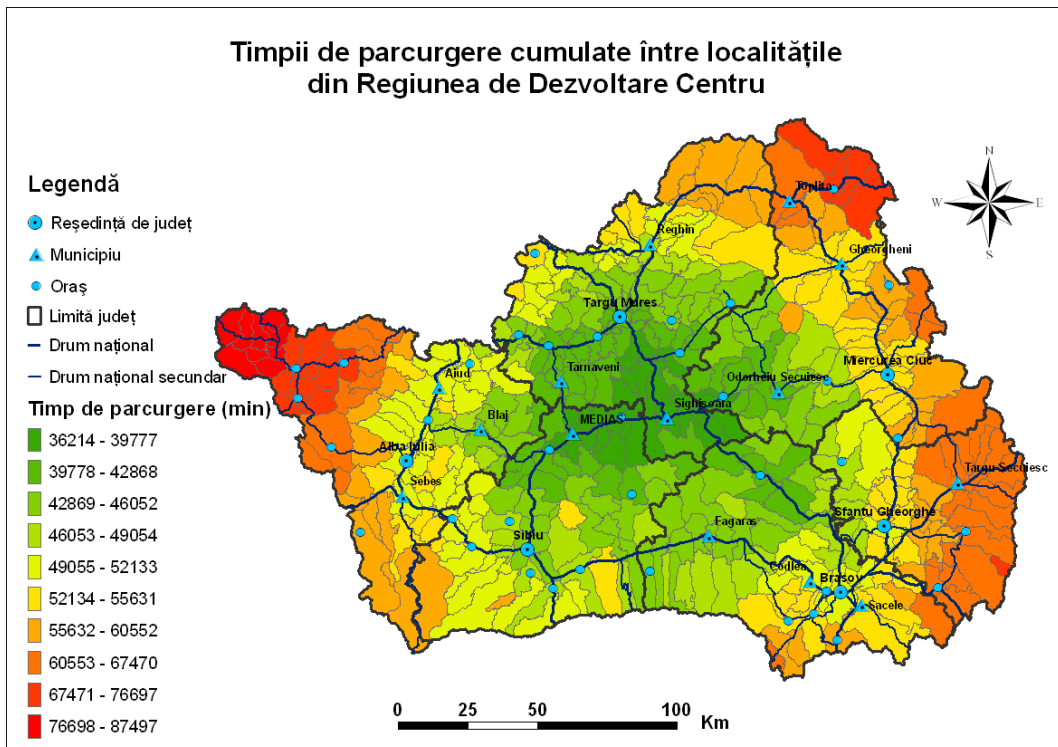 Timpii de parcurgere cumulate între localitățile
din Regiunea de Dezvoltare Centru
Legendă
Reședință de județ
Municipiu
Oraş
Limită județ
Drum național
Drum național secundar
Timp de parcurgere (min)
36214 - 39777
39778 - 42868
42869 - 46052
46053 - 49054
49055 - 52133
52134 - 55631
55632 - 60552
60553 - 67470
67471 - 76697
76698 - 87497
N
W
E
S
Toplita
Reghin
Gheorgheni
Targu Mures
Miercurea Ciuc
Tarnaveni
Odorheiu Secuiesc
Aiud
Blaj
MEDIAS
Sighisoara
Alba Iulia
Targu Secuiesc
Sebes
Sfantu Gheorghe
Fagaras
Sibiu
Codlea
Brasov
Sacele
0 25 50 100
Km